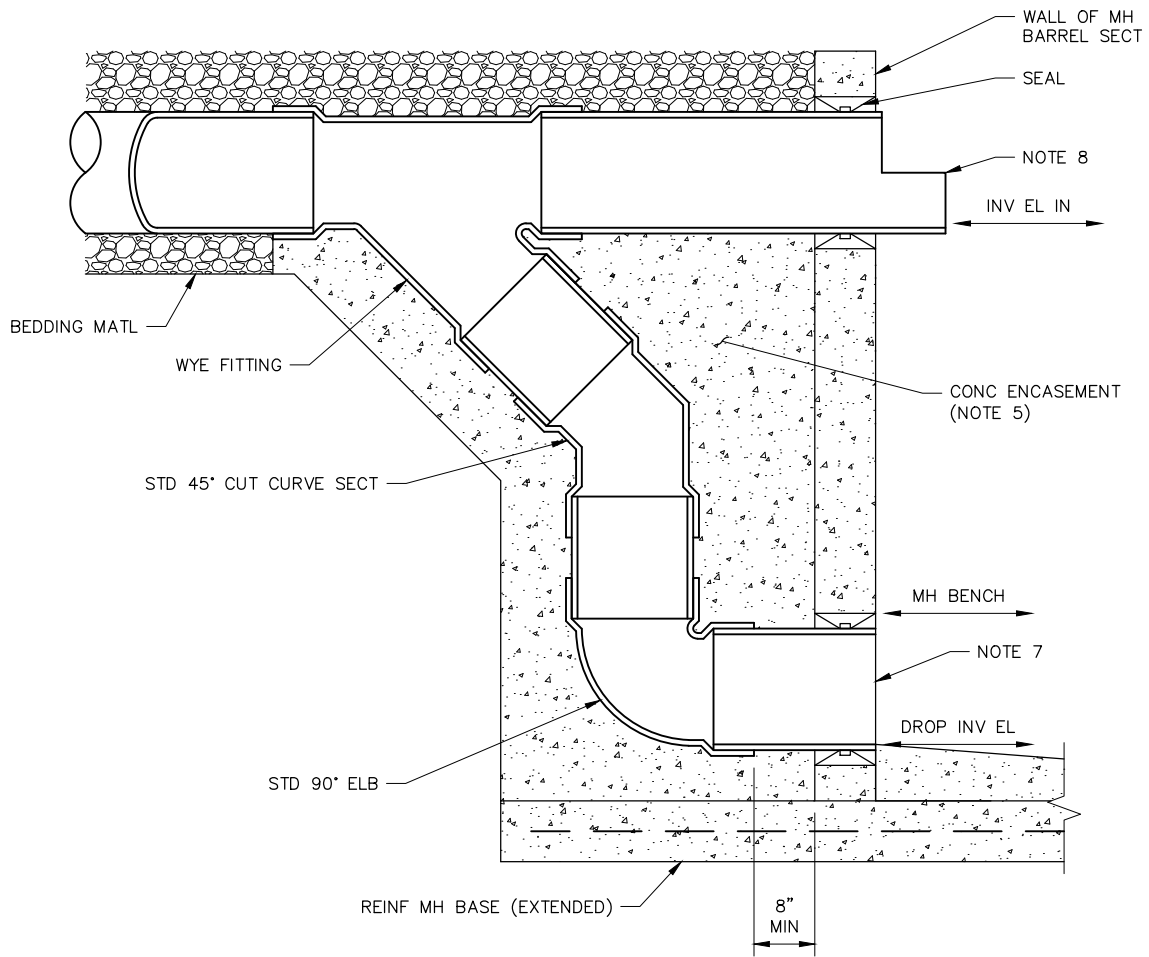 WALL OF MH
BARREL SECT
SEAL
NOTE 8
INV EL IN
BEDDING MATL
WYE FITTING
CONC ENCASEMENT
(NOTE 5)
STD 45° CUT CURVE SECT
MH BENCH
NOTE 7
DROP INV EL
STD 90° ELB
REINF MH BASE (EXTENDED)
8"
MIN